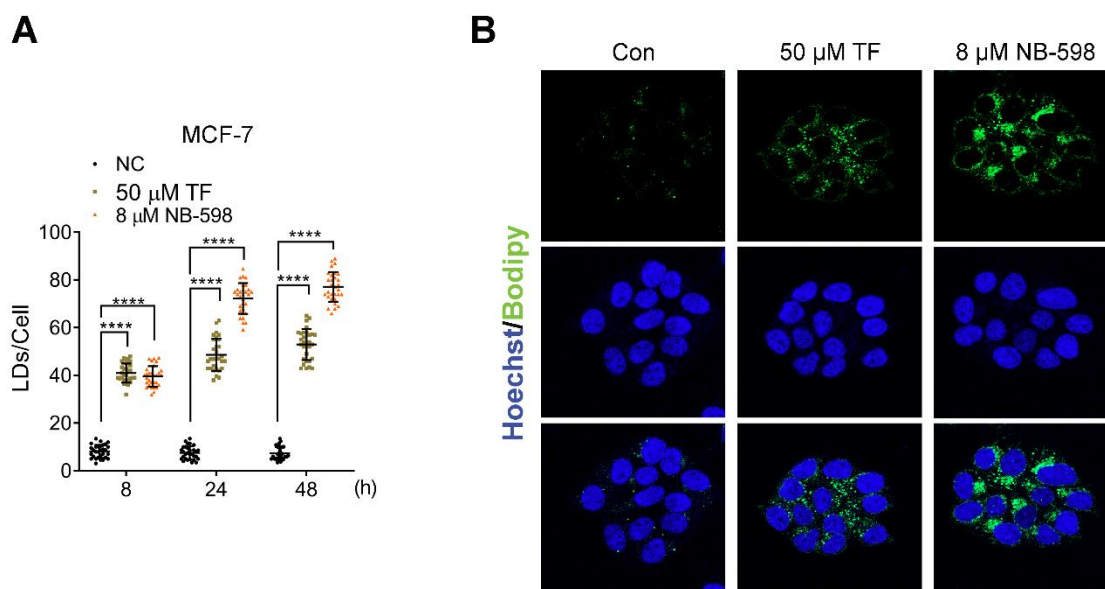 A
MCF-7
NC
50 μM TF
8 μM NB-598
LDs/Cell
100
80
60
40
20
0
****
****
****
****
****
****
8 24 48 (h)
B
Con 50 μM TF 8 μM NB-598
Hoechst/Bodipy